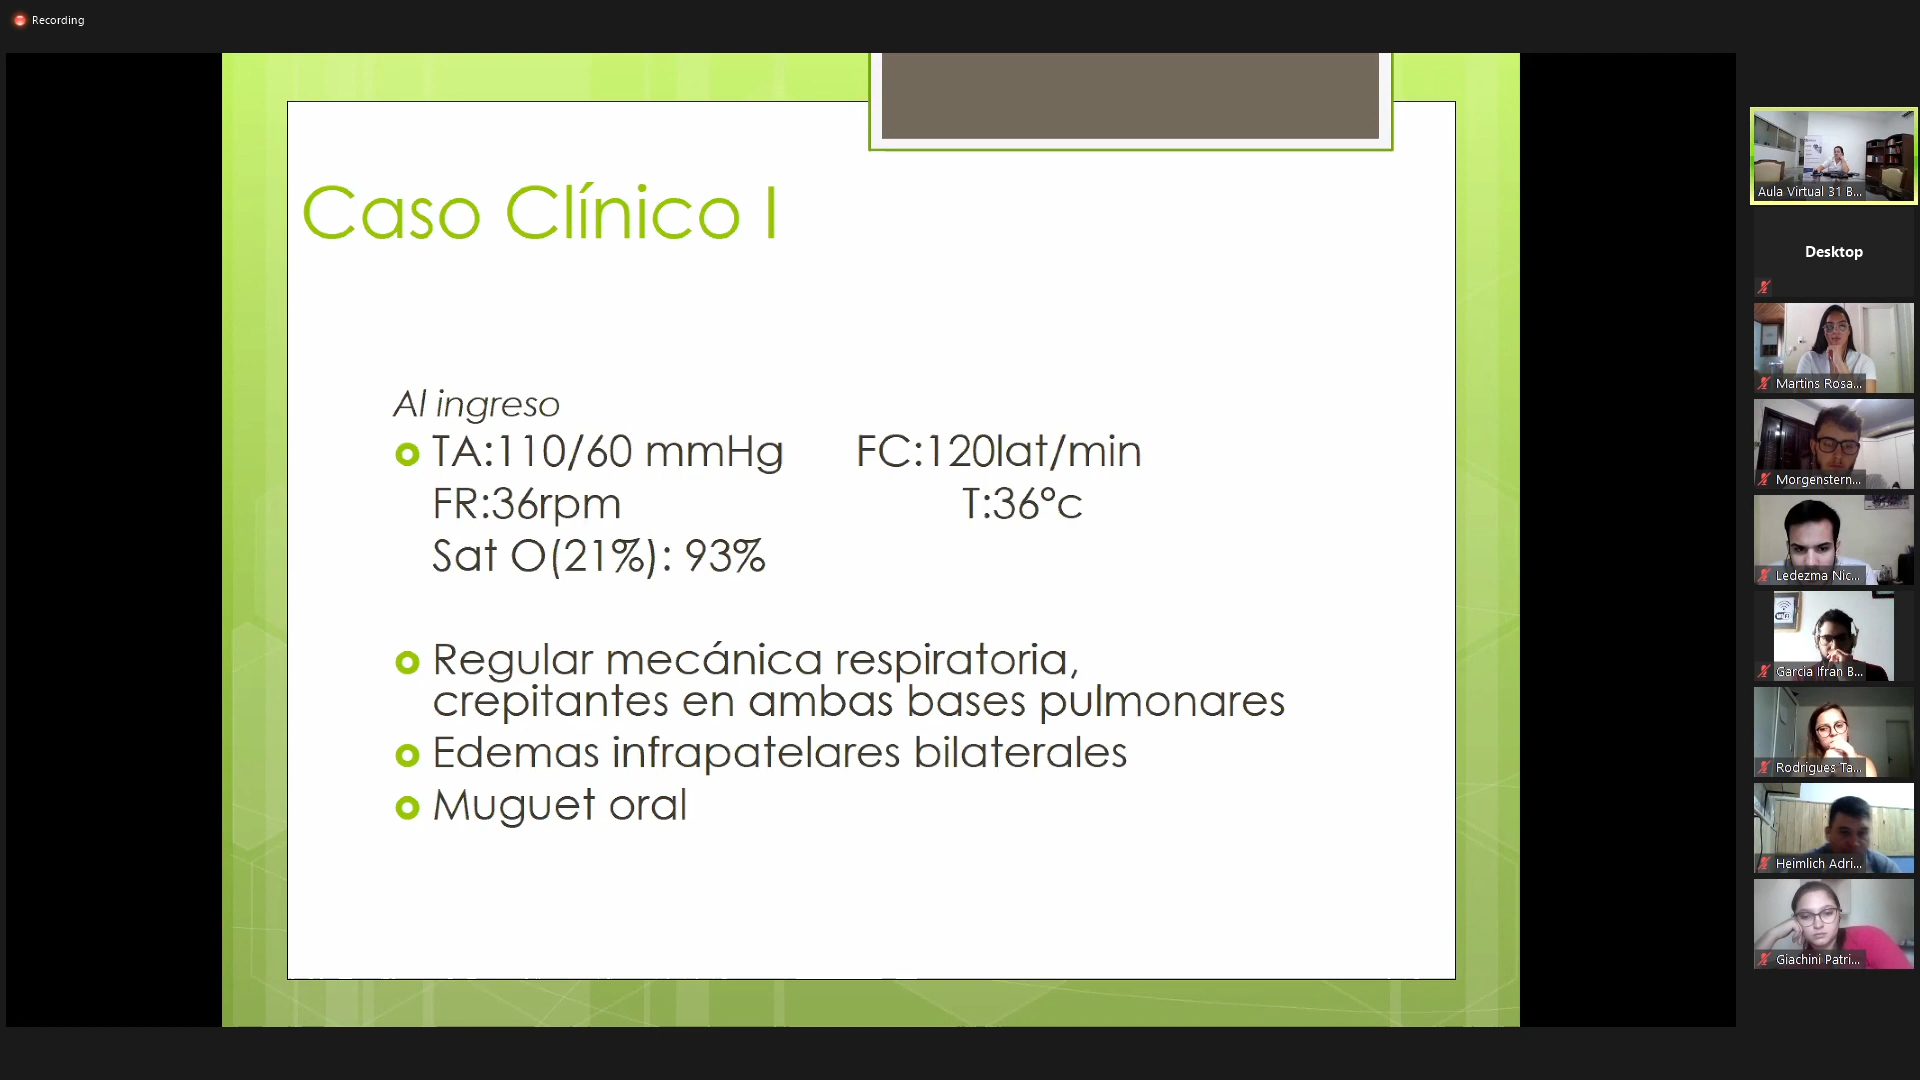 Recording
Caso Clínico I
Al ingreso
TA:110/60 mmHg FC:120lat/min
FR:36rpm T:36°c
Sat O(21%): 93%
Regular mecánica respiratoria,
crepitantes en ambas bases pulmonares
Edemas infrapatelares bilaterales
Muguet oral
Aula Virtual 31 B...
Desktop
Martins Rosa...
Morgenstern...
Ledezma Nic...
Garcia Ifran B...
Rodrigues Ta...
Heimlich Adri...
Giachini Patri...